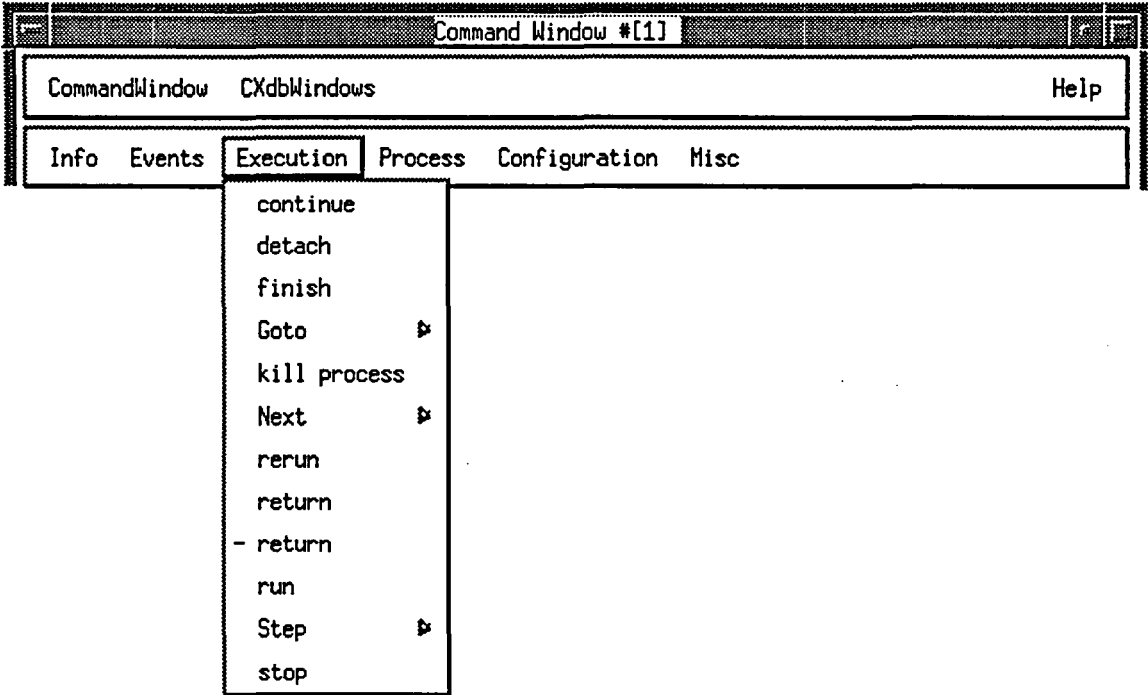 Command Window #[1]
CommandWindow CXdbWindows Help
Info Events Execution Process Configuration Misc
continue
detach
finish
Goto
kill process
Next
rerun
return
- return
run
Step
stop